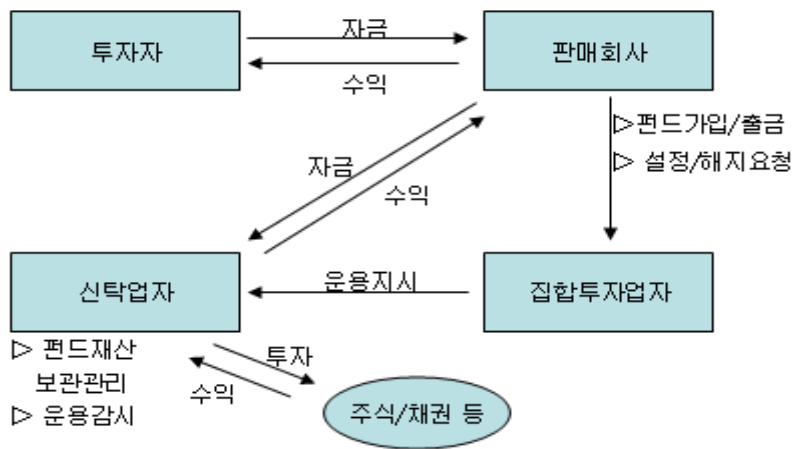 자금
투자자
판매회사
수익
▷펀드가입/출금
▷ 설정/해지요청
자금
수익
신탁업자
운용지시
집합투자업자
▷ 펀드재산
보관관리
▷ 운용감시
투자
수익
주식/채권 등